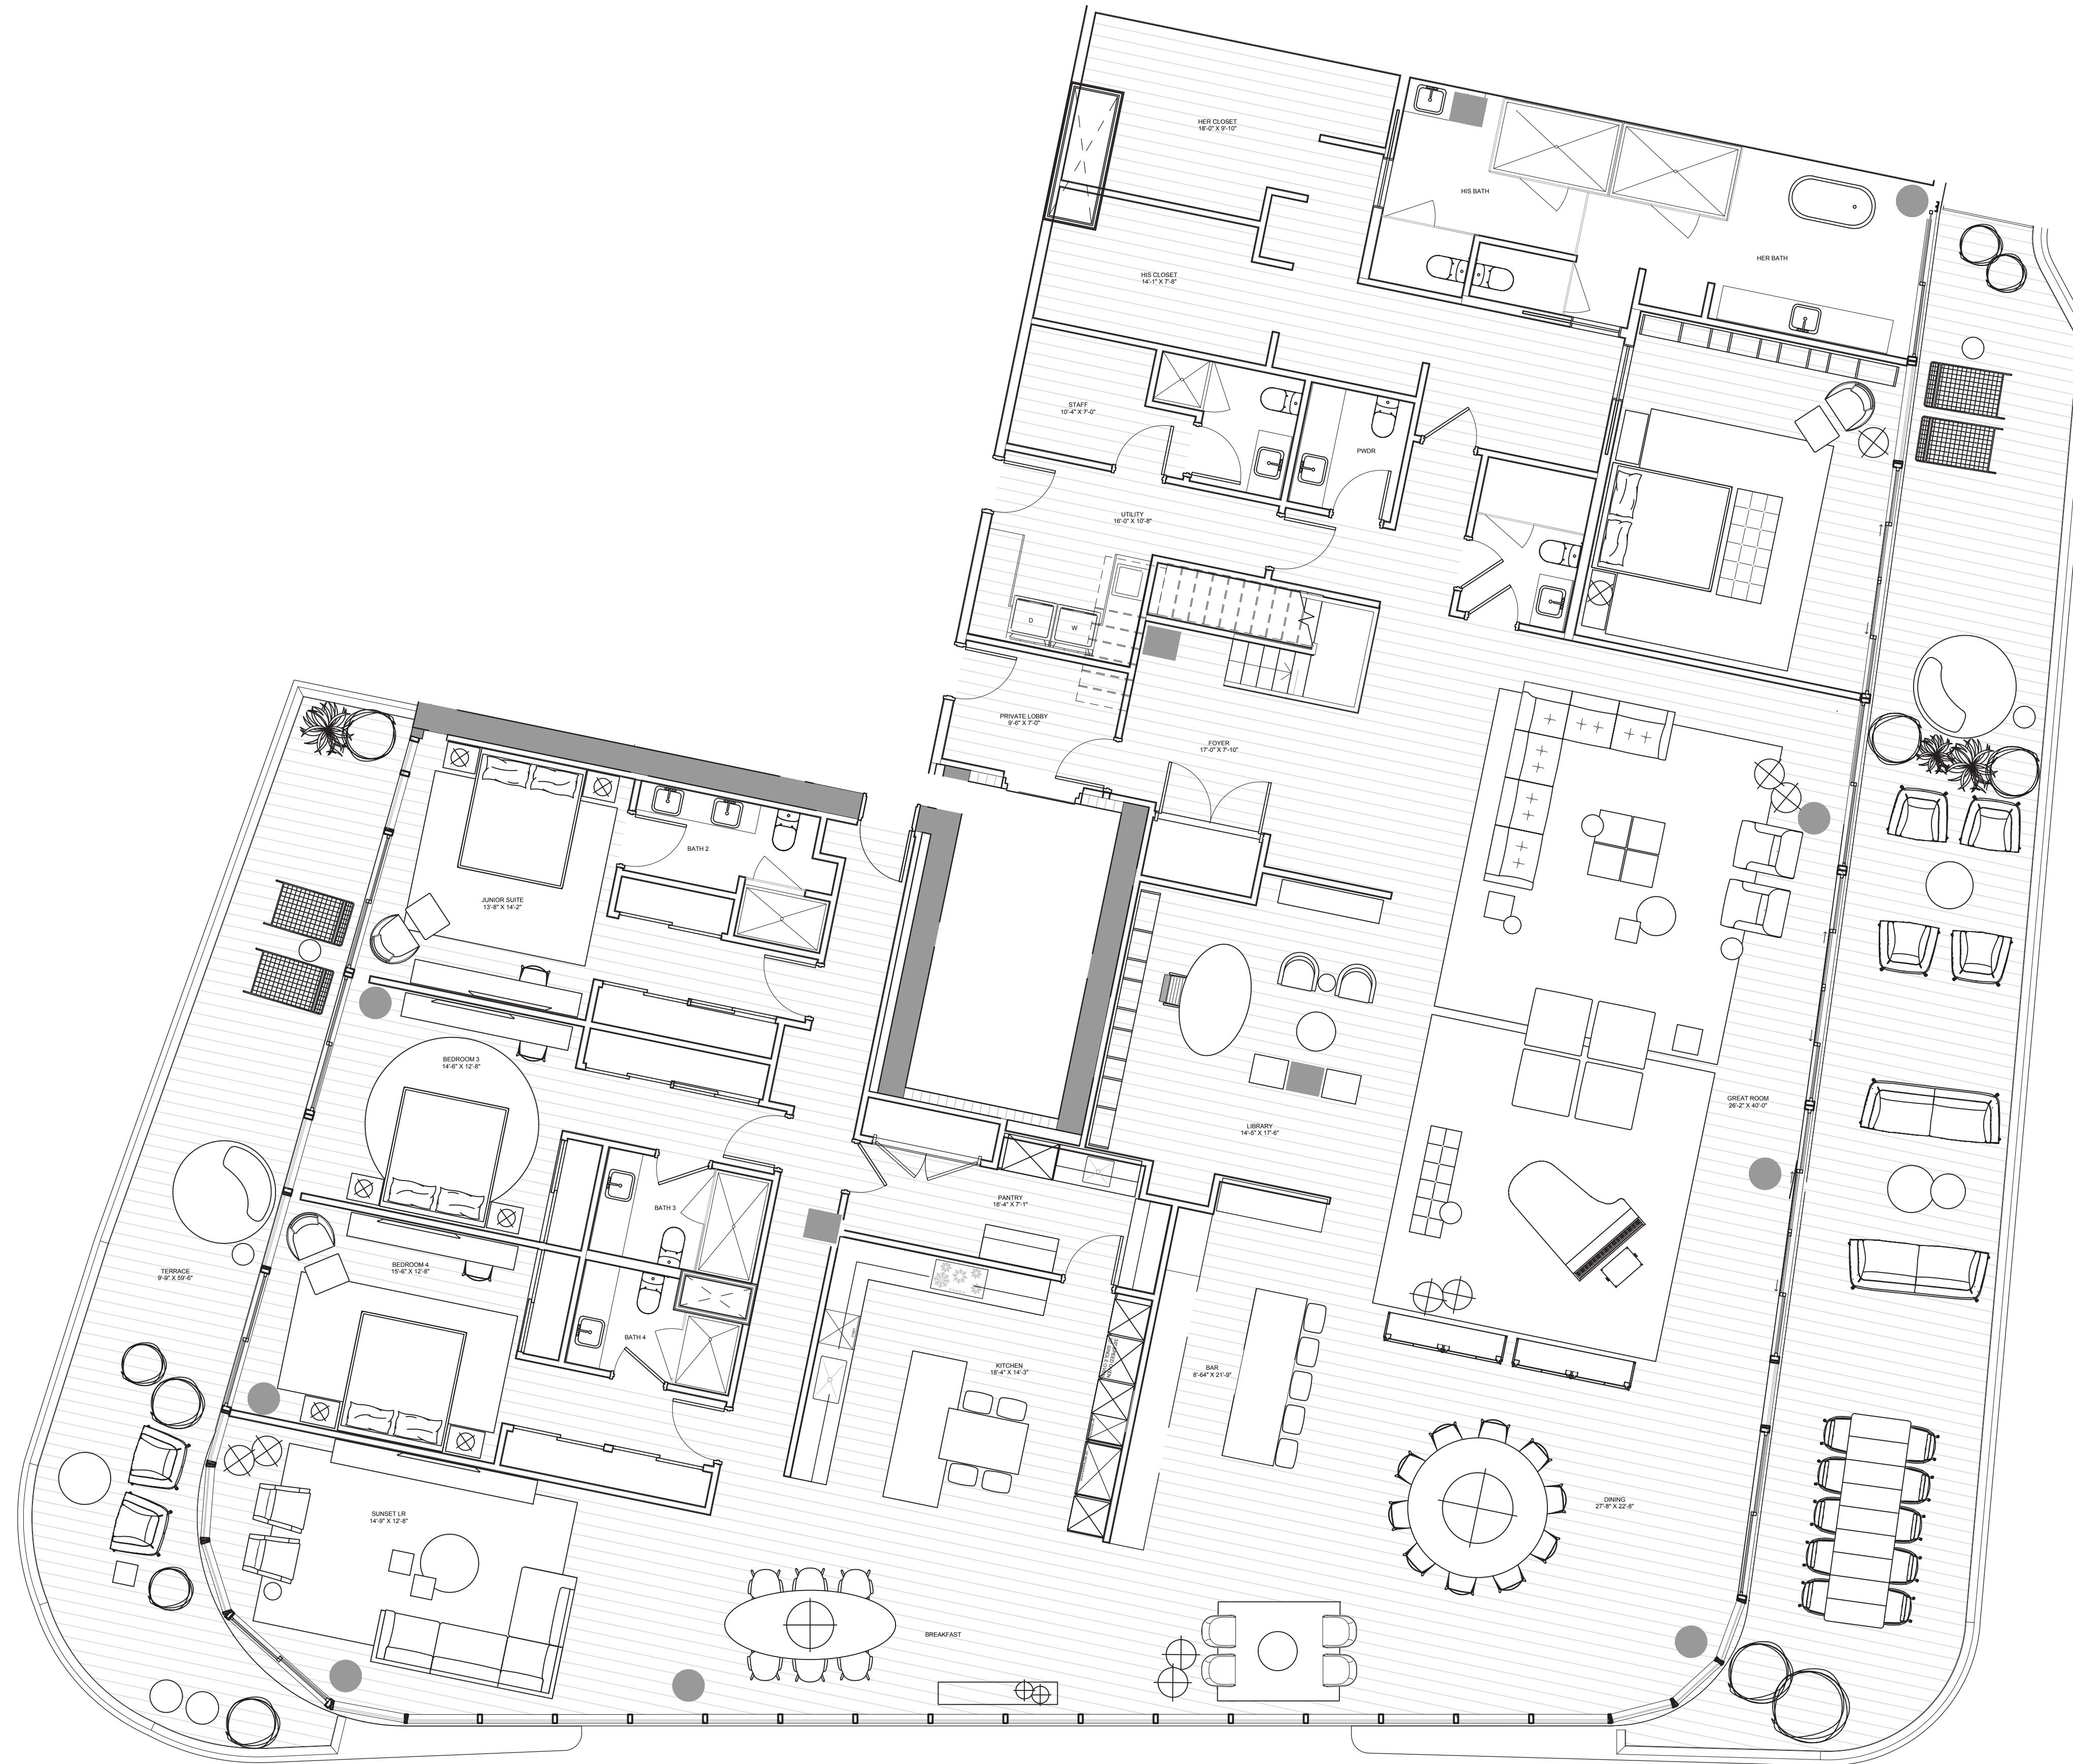 HER CLOSET
18'-0" X 9'-10"
HIS BATH
HER BATH
HIS CLOSET
14'-1" X 7'-8"
STAFF
10'-4" X 7'-0"
PWDR
UTILITY
16'-0" X 10'-8"
D
W
PRIVATE LOBBY
9'-6" X 7'-0"
FOYER
17'-0" X 7'-10"
BATH 2
JUNIOR SUITE
13'-8" X 14'-2"
BEDROOM 3
14'-6" X 12'-8"
GREAT ROOM
26'-2" X 40'-0"
LIBRARY
14'-5" X 17'-6"
PANTRY
18'-4" X 7'-1"
BATH 3
BEDROOM 4
15'-6" X 12'-8"
TERRACE
9'-9" X 59'-6"
BATH 4
KITCHEN
18'-4" X 14'-3"
BAR
8'-64" X 21'-9"
DINING
27'-8" X 22'-8"
SUNSET LR
14'-9" X 12'-8"
BREAKFAST